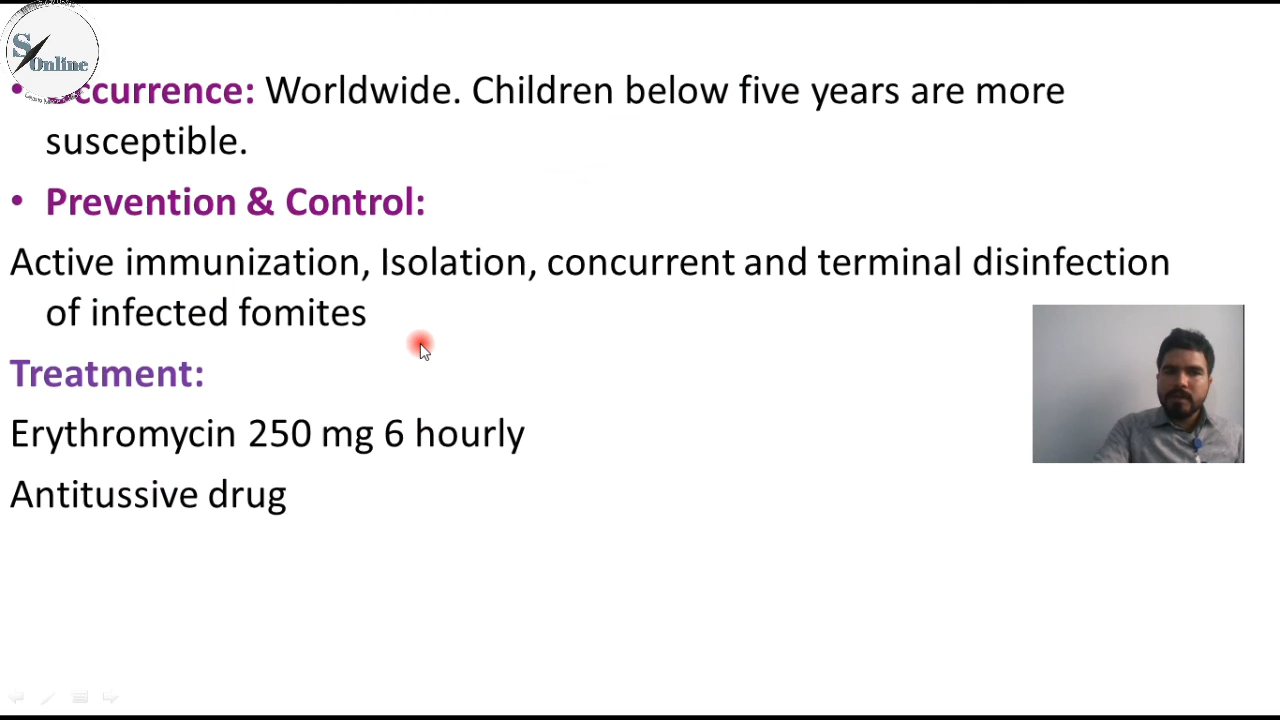 S
Online
Occurrence: Worldwide. Children below five years are more
susceptible.
• Prevention & Control:
Active immunization, Isolation, concurrent and terminal disinfection
of infected fomites
Treatment:
Erythromycin 250 mg 6 hourly
Antitussive drug